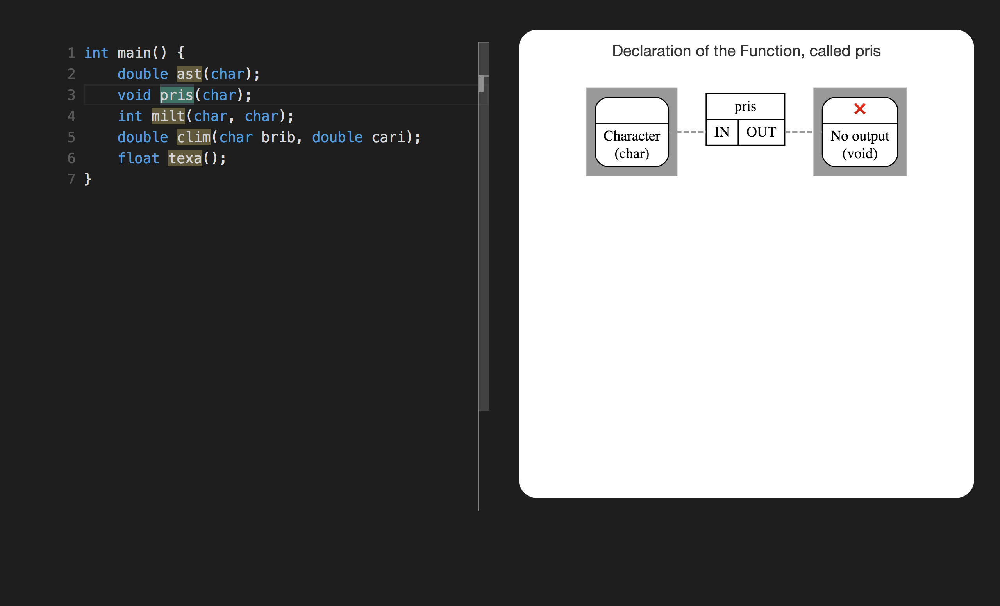 1 int main() {
2     double ast(char);
3     void pris(char);
4     int milt(char, char);
5     double clim(char brib, double cari);
6     float texa();
7 }
Declaration of the Function, called pris
Character
(char)
pris
IN OUT
No output
(void)